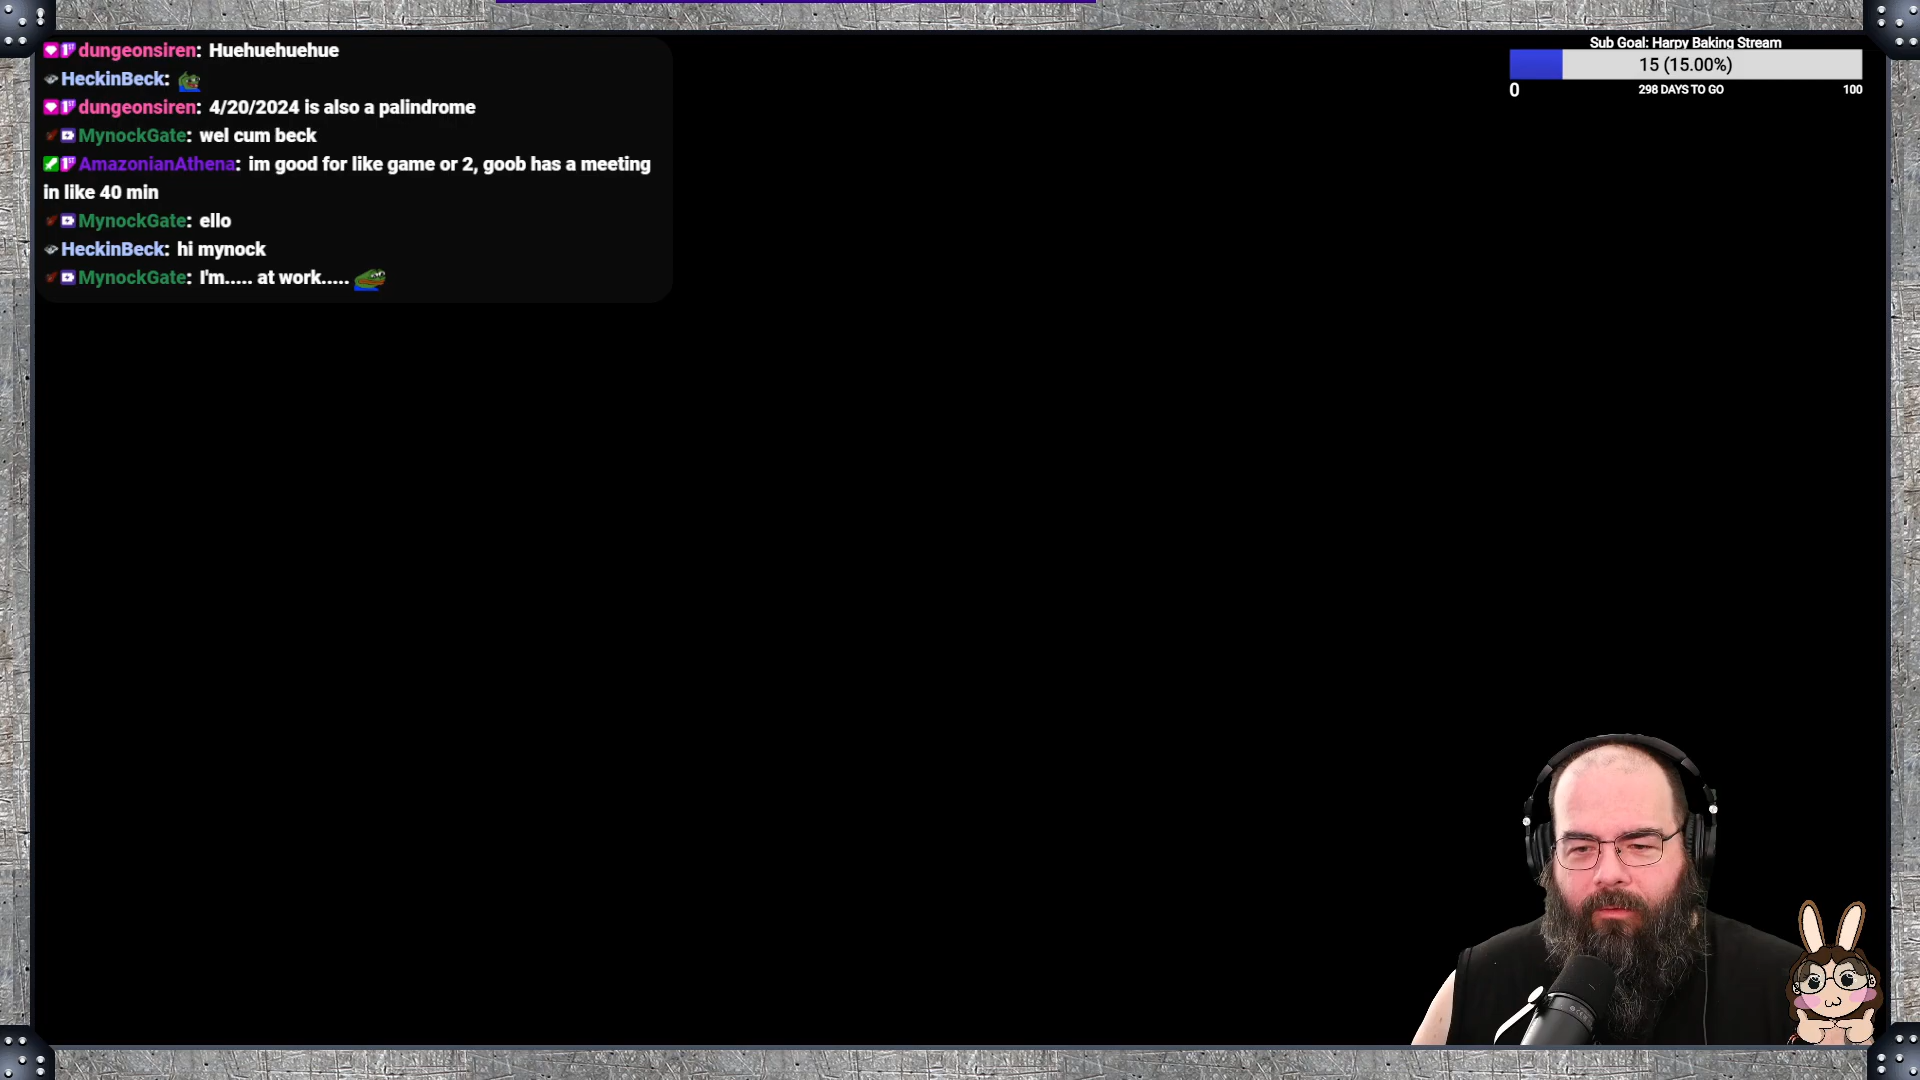 dungeonsiren: Huehuehuehue
HeckinBeck:
dungeonsiren: 4/20/2024 is also a palindrome
MynockGate: wel cum beck
AmazonianAthena: im good for like game or 2, goob has a meeting
in like 40 min
MynockGate: ello
HeckinBeck: hi mynock
MynockGate: I'm..... at work.....
Sub Goal: Harpy Baking Stream
15 (15.00%)
0 298 DAYS TO GO 100